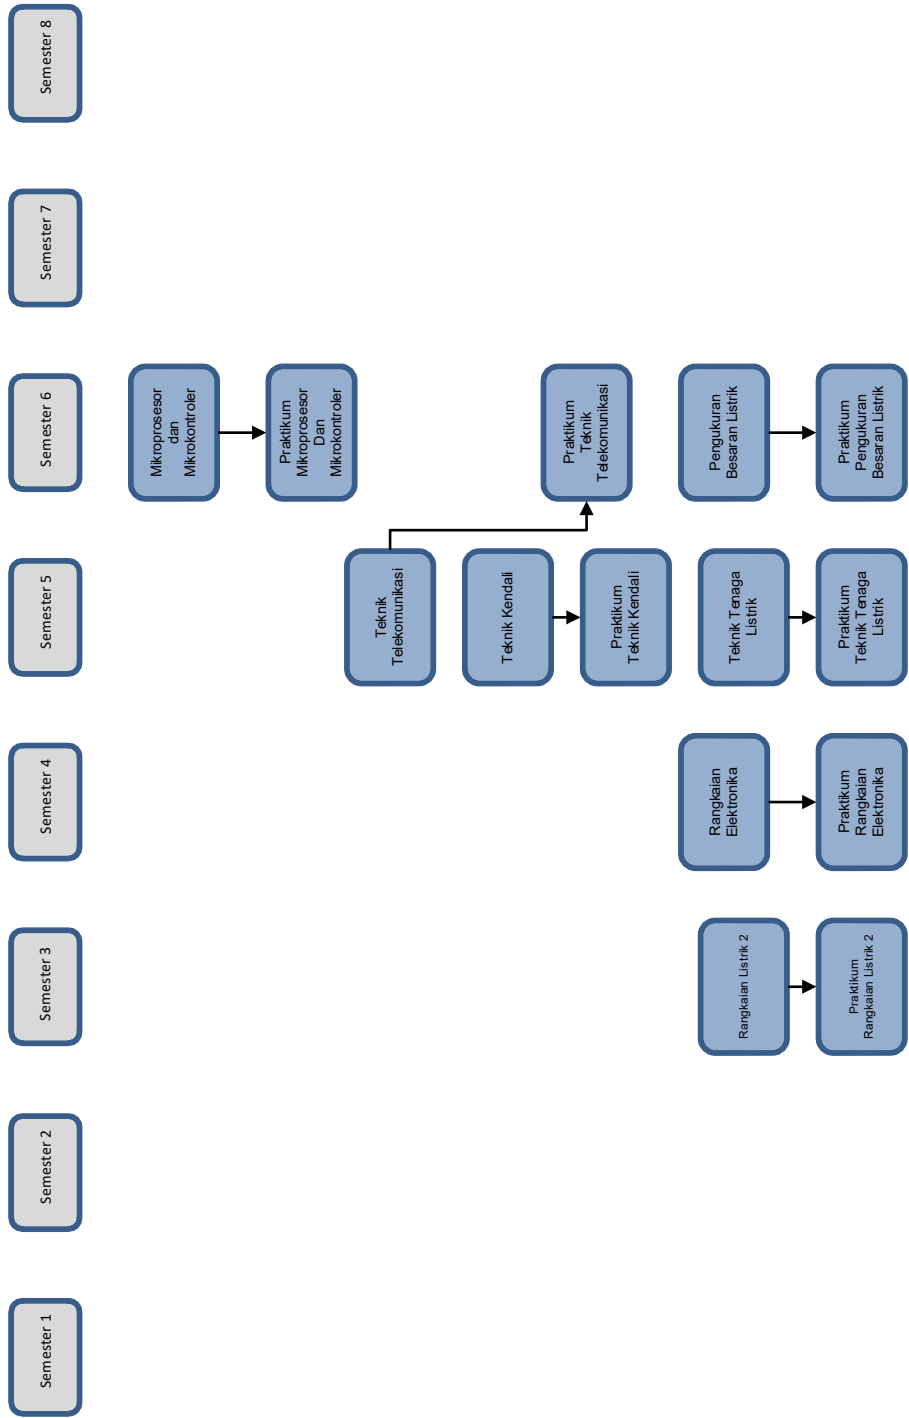 Semester 1
Semester 2
Semester 3
Semester 4
Semester 5
Semester 6
Semester 7
Semester 8
Mikroprosesor
dan
Mikrokontroler
Praktikum
Mikroprosesor
Dan
Mikrokontroler
Teknik
Telekomunikasi
Teknik Kendali
Praktikum
Teknik
Telekomunikasi
Praktikum
Teknik Kendali
Rangkaian Listrik 2
Rangkaian
Elektronika
Teknik Tenaga
Listrik
Pengukuran
Besaran Listrik
Praktikum
Rangkaian Listrik 2
Praktikum
Rangkaian
Elektronika
Praktikum
Teknik Tenaga
Listrik
Praktikum
Pengukuran
Besaran Listrik